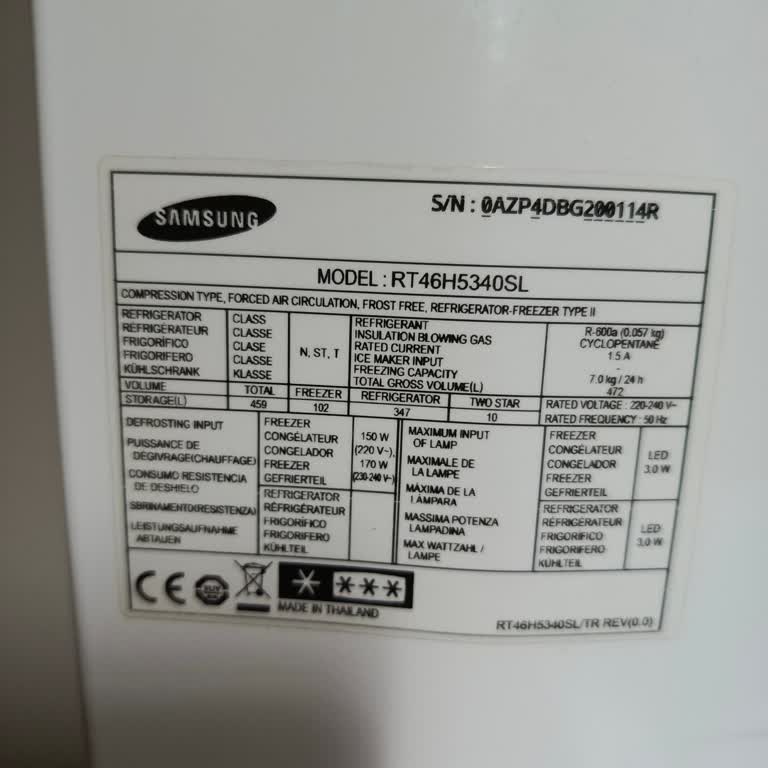 SAMSUNG
S/N : 0AZP4DBG200114R
MODEL : RT46H5340SL
COMPRESSION TYPE, FORCED AIR CIRCULATION, FROST FREE, REFRIGERATOR-FREEZER TYPE II
REFRIGERATOR CLASS
RÉFRIGÉRATEUR CLASSE
FRIGORÍFICO CLASE
FRIGORIFERO CLASSE
KÜHLSCHRANK KLASSE
N, ST, T
REFRIGERANT R-600a (0.057 kg)
INSULATION BLOWING GAS CYCLOPENTANE
RATED CURRENT 1.5 A
ICE MAKER INPUT -
FREEZING CAPACITY 7.0 kg / 24 h
TOTAL GROSS VOLUME(L) 472
VOLUME TOTAL FREEZER REFRIGERATOR TWO STAR RATED VOLTAGE : 220-240 V~
STORAGE(L) 459 102 347 10 RATED FREQUENCY : 50 Hz
DEFROSTING INPUT
PUISSANCE DE
DÉGIVRAGE(CHAUFFAGE)
CONSUMO RESISTENCIA
DE DESHIELO
SBRINAMENTO(RESISTENZA)
LEISTUNGSAUFNAHME
ABTAUEN
FREEZER
CONGÉLATEUR
CONGELADOR
FREEZER
GEFRIERTEIL
150 W
(220 V~),
170 W
(230-240 V~)
REFRIGERATOR
RÉFRIGÉRATEUR
FRIGORÍFICO
FRIGORIFERO
KÜHLTEIL
MAXIMUM INPUT
OF LAMP
MAXIMALE DE
LA LAMPE
MÁXIMA DE LA
LÁMPARA
MASSIMA POTENZA
LAMPADINA
MAX WATTZAHL /
LAMPE
FREEZER
CONGÉLATEUR
CONGELADOR
FREEZER
GEFRIERTEIL
LED
3.0 W
REFRIGERATOR
RÉFRIGÉRATEUR
FRIGORÍFICO
FRIGORIFERO
KÜHLTEIL
LED
3.0 W
CE
MADE IN THAILAND
RT46H5340SL/TR REV(0.0)